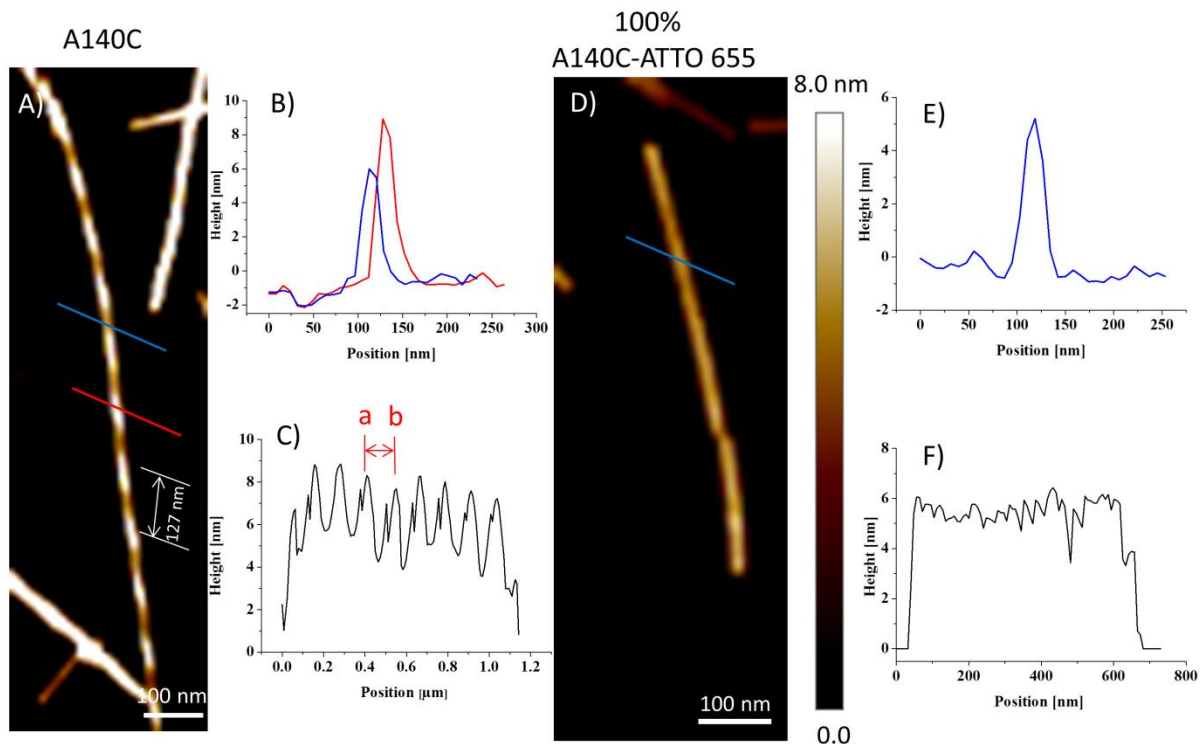 A140C
A)
127 nm
100 nm
B)
Height [nm]
10
8
6
4
2
0
-2
0 50 100 150 200 250 300
Position [nm]
C)
a b
Height [nm]
10
8
6
4
2
0
0.0 0.2 0.4 0.6 0.8 1.0 1.2
Position [µm]
100%
A140C-ATTO 655
D)
100 nm
8.0 nm
0.0
E)
Height [nm]
6
4
2
0
-2
0 50 100 150 200 250
Position [nm]
F)
Height [nm]
8
6
4
2
0
0 200 400 600 800
Position [nm]